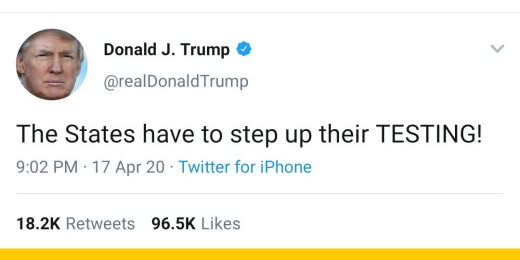 Donald J. Trump
@realDonaldTrump
The States have to step up their TESTING!
9:02 PM · 17 Apr 20 · Twitter for iPhone
18.2K Retweets 96.5K Likes